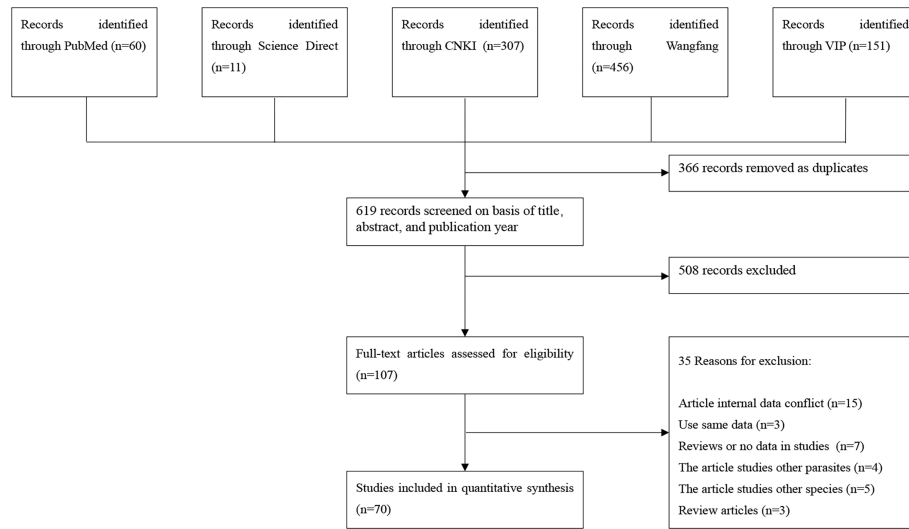 Records identified
through PubMed (n=60)
Records identified
through Science Direct
(n=11)
Records identified
through CNKI (n=307)
Records identified
through Wangfang
(n=456)
Records identified
through VIP (n=151)
366 records removed as duplicates
619 records screened on basis of title,
abstract, and publication year
508 records excluded
Full-text articles assessed for eligibility
(n=107)
35 Reasons for exclusion:
Article internal data conflict (n=15)
Use same data (n=3)
Reviews or no data in studies (n=7)
The article studies other parasites (n=4)
The article studies other species (n=5)
Review articles (n=3)
Studies included in quantitative synthesis
(n=70)